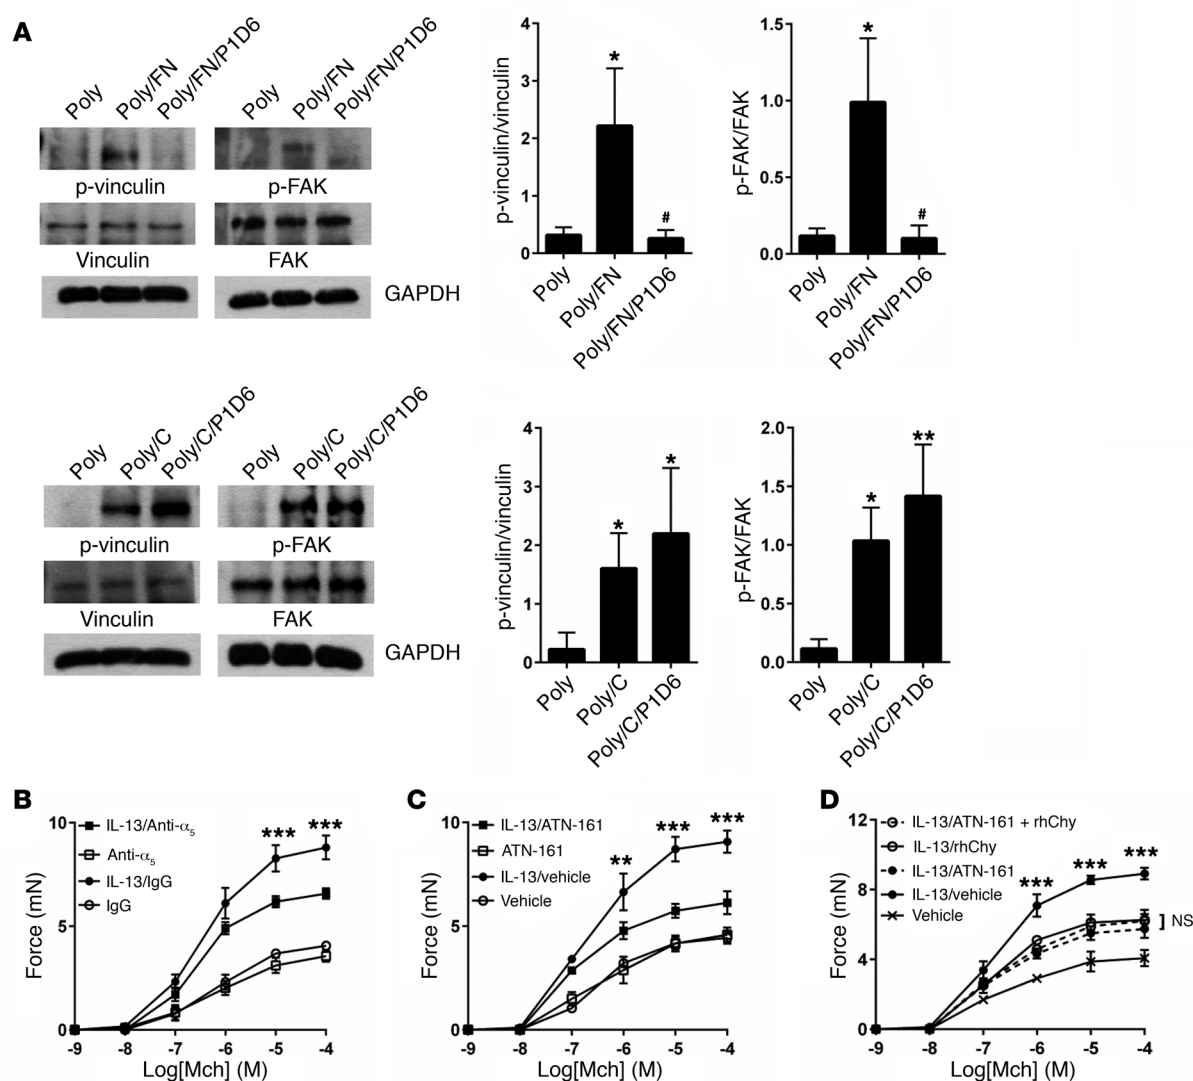 A
Poly
Poly/FN
Poly/FN/P1D6
Poly
Poly/FN
Poly/FN/P1D6
p-vinculin
p-FAK
Vinculin
FAK
GAPDH
p-vinculin/vinculin
4
3
2
1
0
*
#
Poly
Poly/FN
Poly/FN/P1D6
p-FAK/FAK
1.5
1.0
0.5
0.0
*
#
Poly
Poly/FN
Poly/FN/P1D6
Poly
Poly/C
Poly/C/P1D6
Poly
Poly/C
Poly/C/P1D6
p-vinculin
p-FAK
Vinculin
FAK
GAPDH
p-vinculin/vinculin
4
3
2
1
0
*
*
Poly
Poly/C
Poly/C/P1D6
p-FAK/FAK
2.0
1.5
1.0
0.5
0.0
*
**
Poly
Poly/C
Poly/C/P1D6
B
Force (mN)
10
5
0
IL-13/Anti-α5
Anti-α5
IL-13/IgG
IgG
***
***
-9 -8 -7 -6 -5 -4
Log[Mch] (M)
C
Force (mN)
10
5
0
IL-13/ATN-161
ATN-161
IL-13/vehicle
Vehicle
**
***
***
-9 -8 -7 -6 -5 -4
Log[Mch] (M)
D
Force (mN)
12
8
4
0
IL-13/ATN-161 + rhChy
IL-13/rhChy
IL-13/ATN-161
IL-13/vehicle
Vehicle
***
***
***
] NS
-9 -8 -7 -6 -5 -4
Log[Mch] (M)